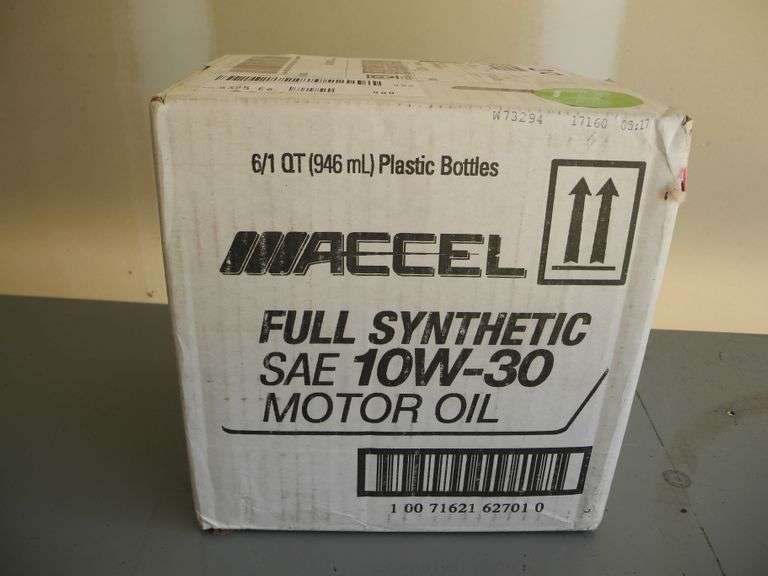 W73294 17160 09:17
6/1 QT (946 mL) Plastic Bottles
ACCEL
FULL SYNTHETIC
SAE 10W-30
MOTOR OIL
1 00 71621 62701 0